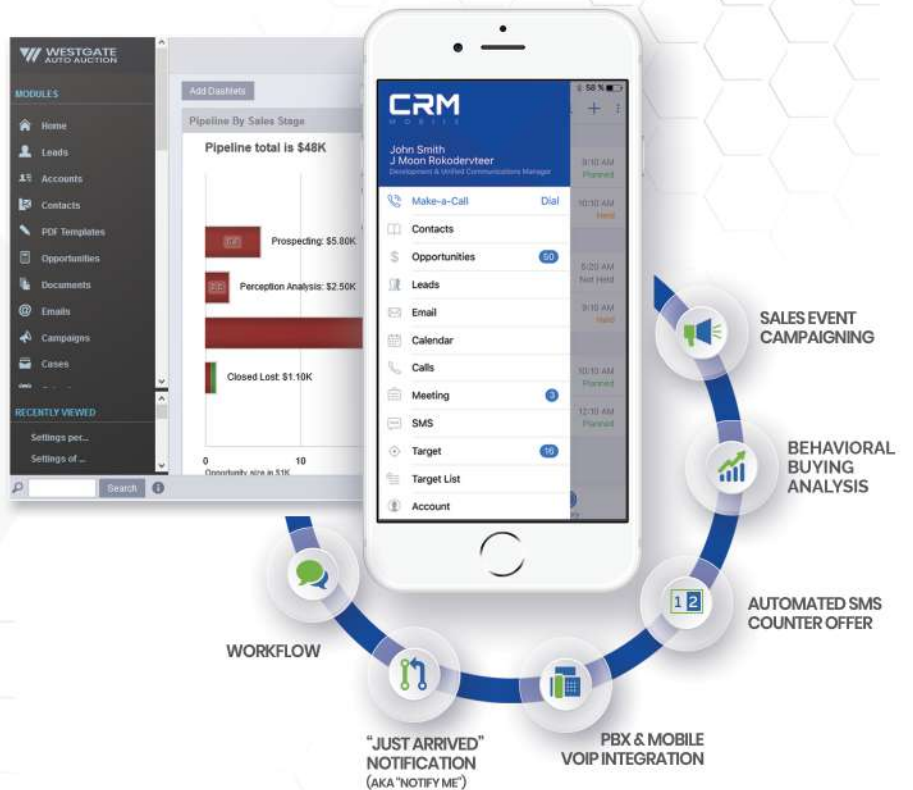 WESTGATE
AUTO AUCTION
MODULES
Home
Leads
Accounts
Contacts
PDF Templates
Opportunities
Documents
Emails
Campaigns
Cases
RECENTLY VIEWED
Settings per...
Settings of ...
Search
Add Dashlets
Pipeline By Sales Stage
Pipeline total is $48K
Prospecting: $5.80K
Perception Analysis: $2.50K
Closed Lost: $1.10K
0 10
Opportunity size in $1K
58 %
CRM
MOBILE
John Smith
J Moon Rokodervteer
Development & Unified Communications Manager
Make-a-Call Dial
Contacts
Opportunities 50
Leads
Email
Calendar
Calls
Meeting 3
SMS
Target 16
Target List
Account
9:10 AM
Planned
10:10 AM
Held
5:20 AM
Not Held
9:10 AM
Held
10:10 AM
Planned
12:10 AM
Planned
SALES EVENT
CAMPAIGNING
BEHAVIORAL
BUYING
ANALYSIS
1 2
AUTOMATED SMS
COUNTER OFFER
PBX & MOBILE
VOIP INTEGRATION
"JUST ARRIVED"
NOTIFICATION
(AKA "NOTIFY ME")
WORKFLOW